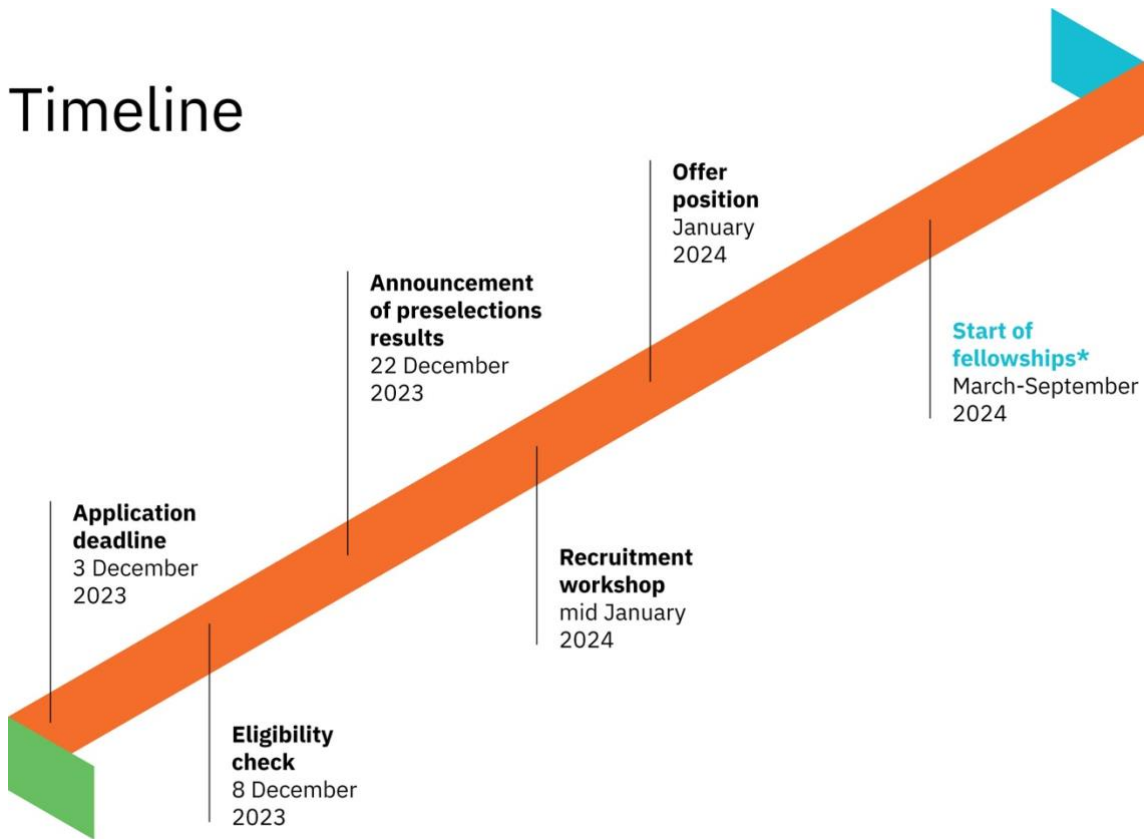 Timeline
Application
deadline
3 December
2023
Eligibility
check
8 December
2023
Announcement
of preselections
results
22 December
2023
Recruitment
workshop
mid January
2024
Offer
position
January
2024
Start of
fellowships*
March-September
2024